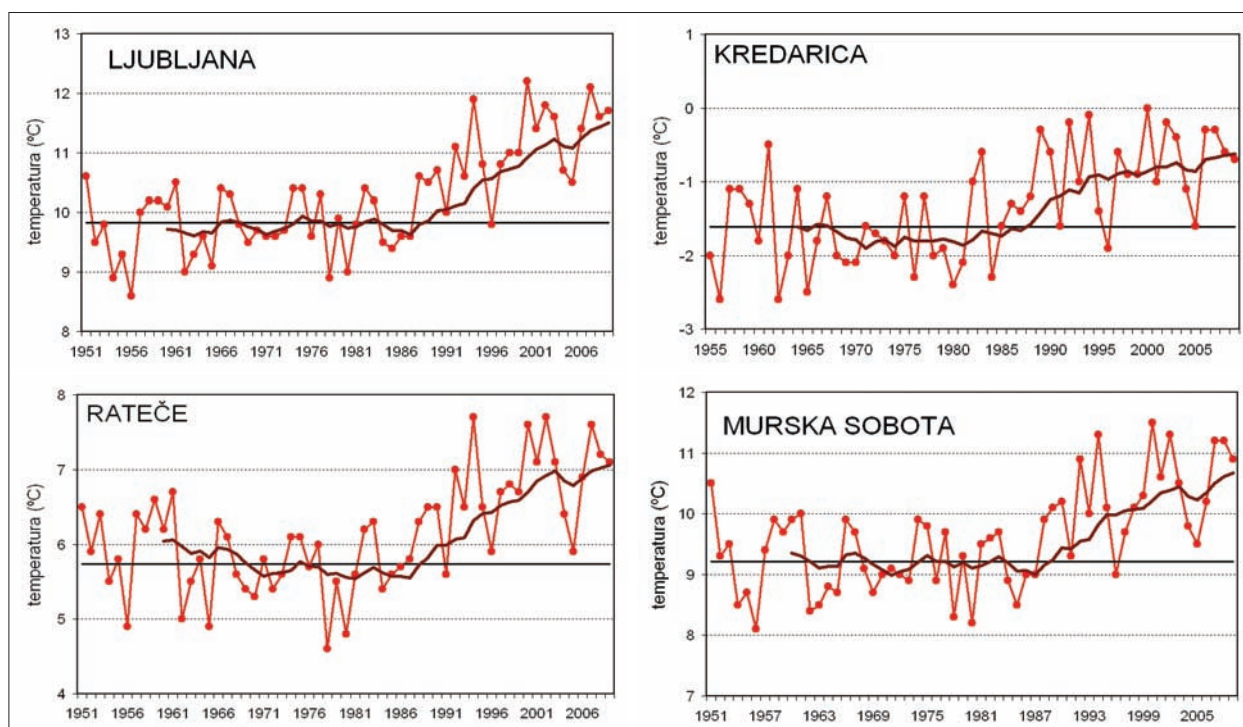 LJUBLJANA
temperatura (ºC)
13
12
11
10
9
8
1951 1956 1961 1966 1971 1976 1981 1986 1991 1996 2001 2006
KREDARICA
temperatura (ºC)
1
0
-1
-2
-3
1955 1960 1965 1970 1975 1980 1985 1990 1995 2000 2005
RATEČE
temperatura (ºC)
8
7
6
5
4
1951 1956 1961 1966 1971 1976 1981 1986 1991 1996 2001 2006
MURSKA SOBOTA
temperatura (ºC)
12
11
10
9
8
7
1951 1957 1963 1969 1975 1981 1987 1993 1999 2005